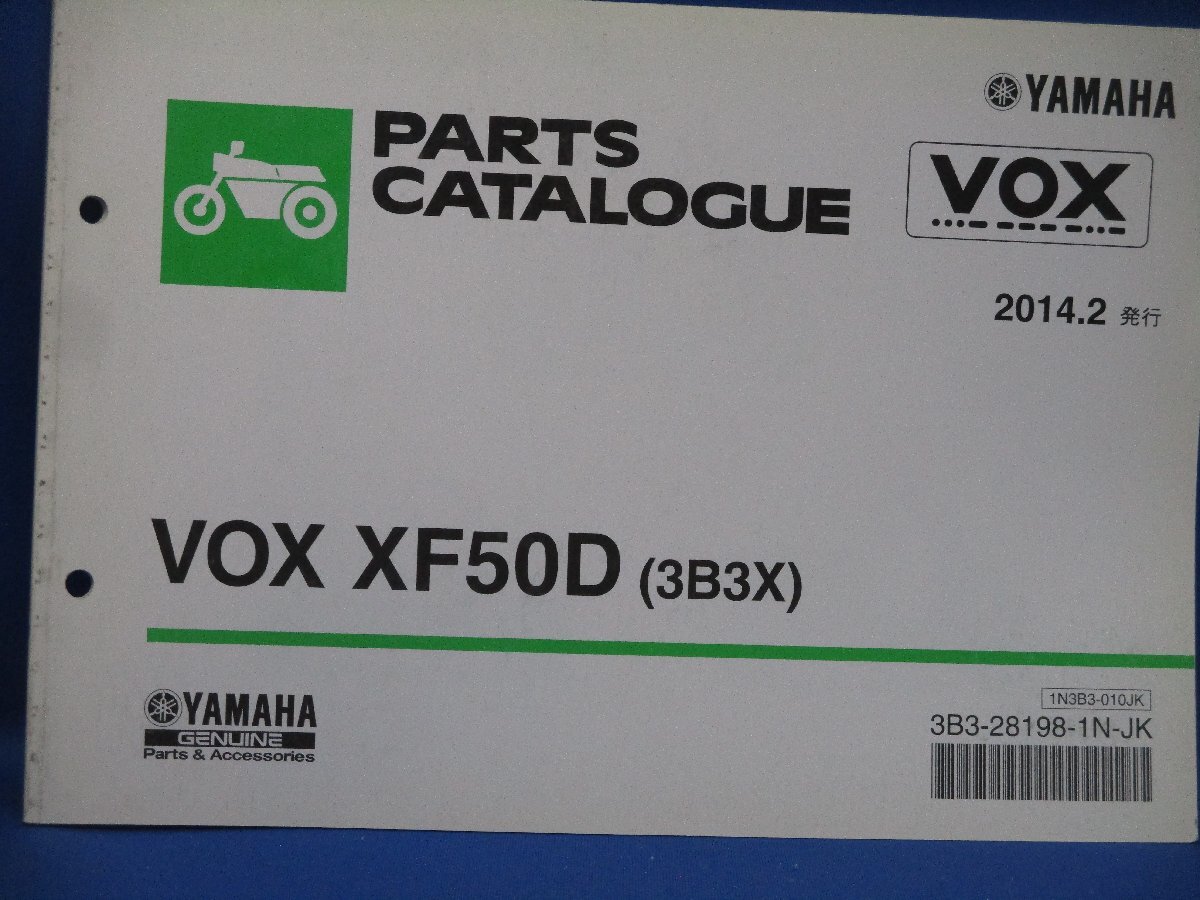 YAMAHA
PARTS
CATALOGUE
VOX
2014.2 発行
VOX XF50D (3B3X)
YAMAHA
GENUINE
Parts & Accessories
1N3B3-010JK
3B3-28198-1N-JK